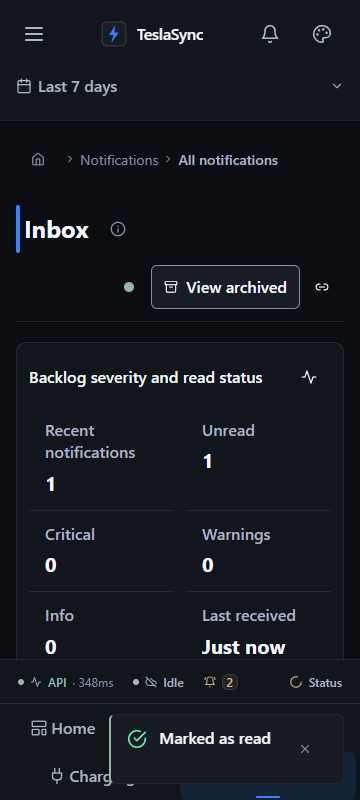 TeslaSync
Last 7 days
Notifications
All notifications
Inbox
View archived
Backlog severity and read status
Recent notifications
1
Unread
1
Critical
0
Warnings
0
Info
0
Last received
Just now
API · 348ms
Idle
2
Status
Home
Marked as read